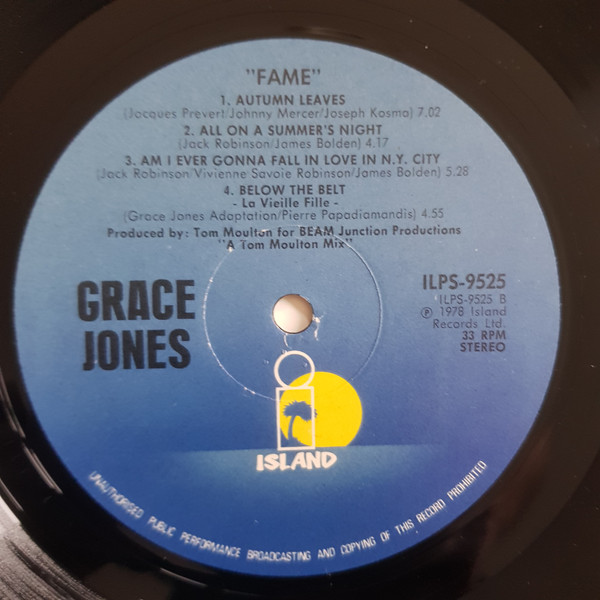 "FAME"
1. AUTUMN LEAVES
(Jacques Prevert/Johnny Mercer/Joseph Kosma) 7.02
2. ALL ON A SUMMER'S NIGHT
(Jack Robinson/James Bolden) 4.17
3. AM I EVER GONNA FALL IN LOVE IN N.Y. CITY
(Jack Robinson/Vivienne Savoie Robinson/James Bolden) 5.28
4. BELOW THE BELT
- La Vieille Fille -
(Grace Jones Adaptation/Pierre Papadiamandis) 4.55
Produced by: Tom Moulton for BEAM Junction Productions
"A Tom Moulton Mix"
GRACE
JONES
ILPS-9525
ILPS-9525 B
℗ 1978 Island
Records Ltd.
33 RPM
STEREO
ISLAND
UNAUTHORISED PUBLIC PERFORMANCE BROADCASTING AND COPYING OF THIS RECORD PROHIBITED